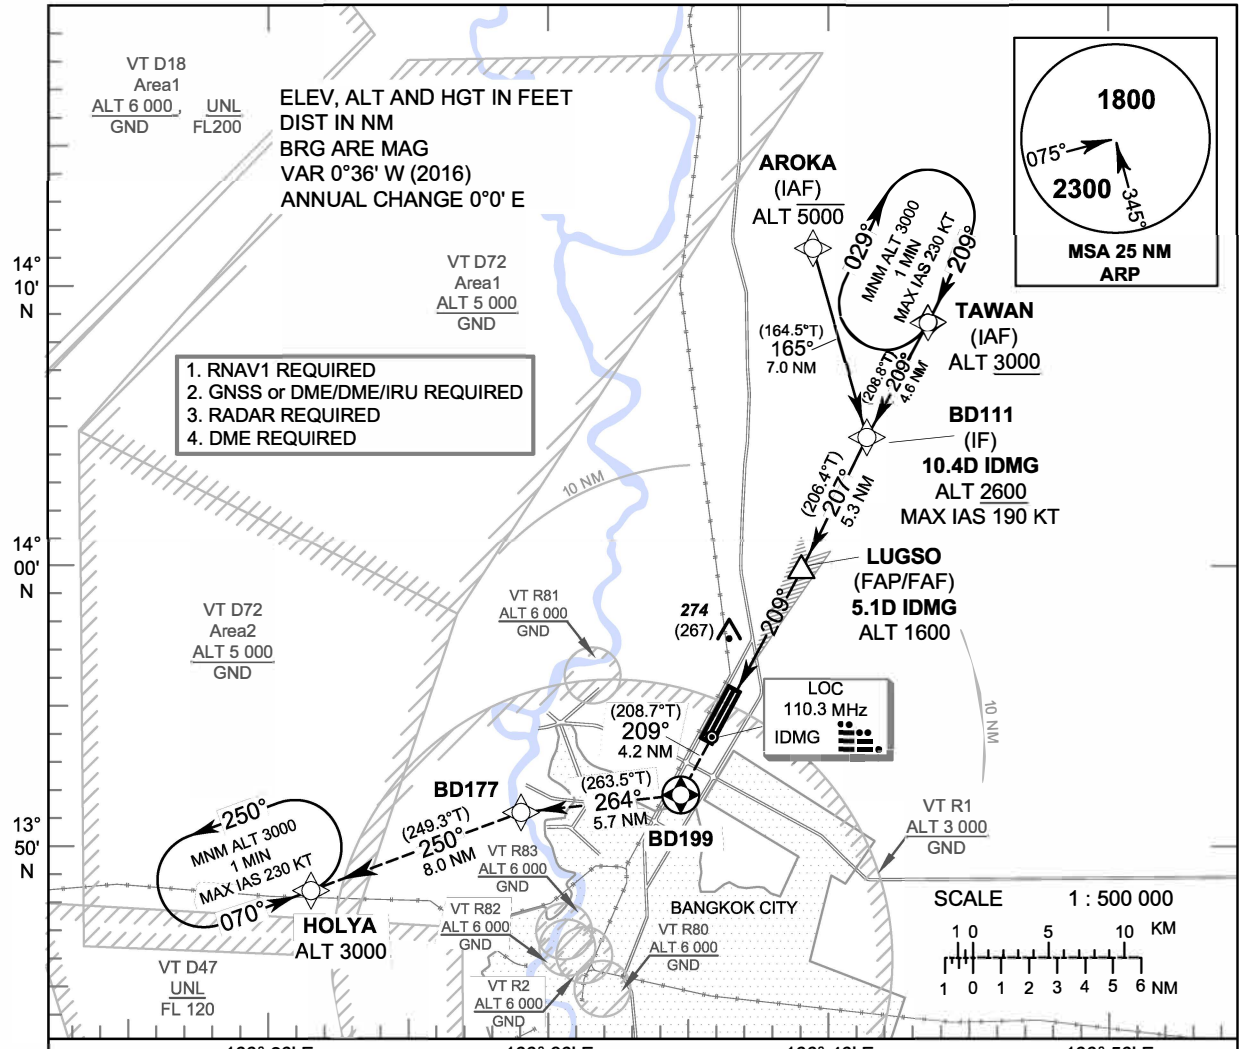 VT D18
Area1
ALT 6 000, UNL
GND FL200
ELEV, ALT AND HGT IN FEET
DIST IN NM
BRG ARE MAG
VAR 0°36' W (2016)
ANNUAL CHANGE 0°0' E
AROKA
(IAF)
ALT 5000
029°
MNM ALT 3000
1 MIN
MAX IAS 230 KT
209°
1800
075°
2300
345°
MSA 25 NM
ARP
14°
10'
N
VT D72
Area1
ALT 5 000
GND
TAWAN
(IAF)
ALT 3000
(164.5°T)
165°
7.0 NM
(208.8°T)
209°
4.6 NM
1. RNAV1 REQUIRED
2. GNSS or DME/DME/IRU REQUIRED
3. RADAR REQUIRED
4. DME REQUIRED
BD111
(IF)
10.4D IDMG
ALT 2600
MAX IAS 190 KT
10 NM
(206.4°T)
207°
5.3 NM
14°
00'
N
LUGSO
(FAP/FAF)
5.1D IDMG
ALT 1600
VT R81
ALT 6 000
GND
274
(267)
209°
VT D72
Area2
ALT 5 000
GND
LOC
110.3 MHz
IDMG
10 NM
(208.7°T)
209°
4.2 NM
BD177
(263.5°T)
264°
5.7 NM
BD199
VT R1
ALT 3 000
GND
13°
50'
N
250°
MNM ALT 3000
1 MIN
MAX IAS 230 KT
070°
(249.3°T)
250°
8.0 NM
HOLYA
ALT 3000
VT R83
ALT 6 000
GND
VT R82
ALT 6 000
GND
BANGKOK CITY
VT R80
ALT 6 000
GND
VT R2
ALT 6 000
GND
VT D47
UNL
FL 120
SCALE 1 : 500 000
1 0 5 10 KM
1 0 1 2 3 4 5 6 NM